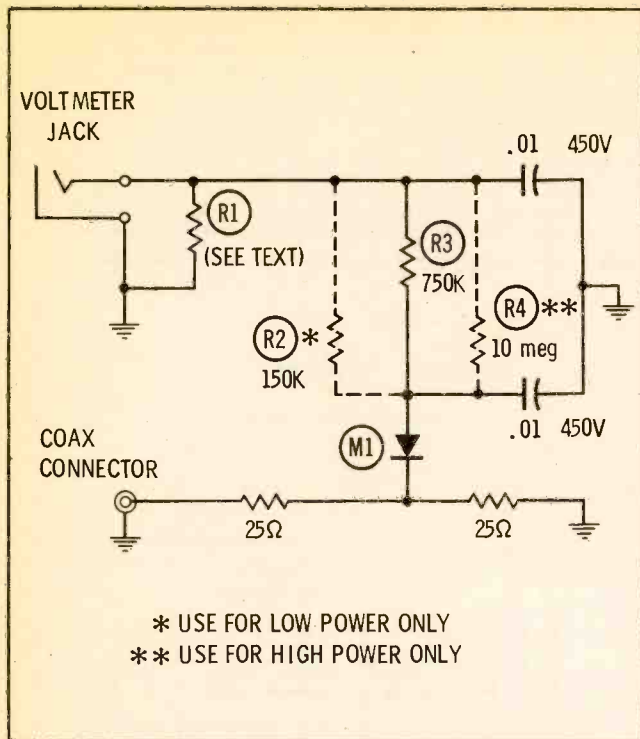 VOLTMETER
JACK
.01 450V
R1
(SEE TEXT)
R3
750K
R4 **
10 meg
R2 *
150K
.01 450V
M1
COAX
CONNECTOR
25Ω
25Ω
* USE FOR LOW POWER ONLY
** USE FOR HIGH POWER ONLY